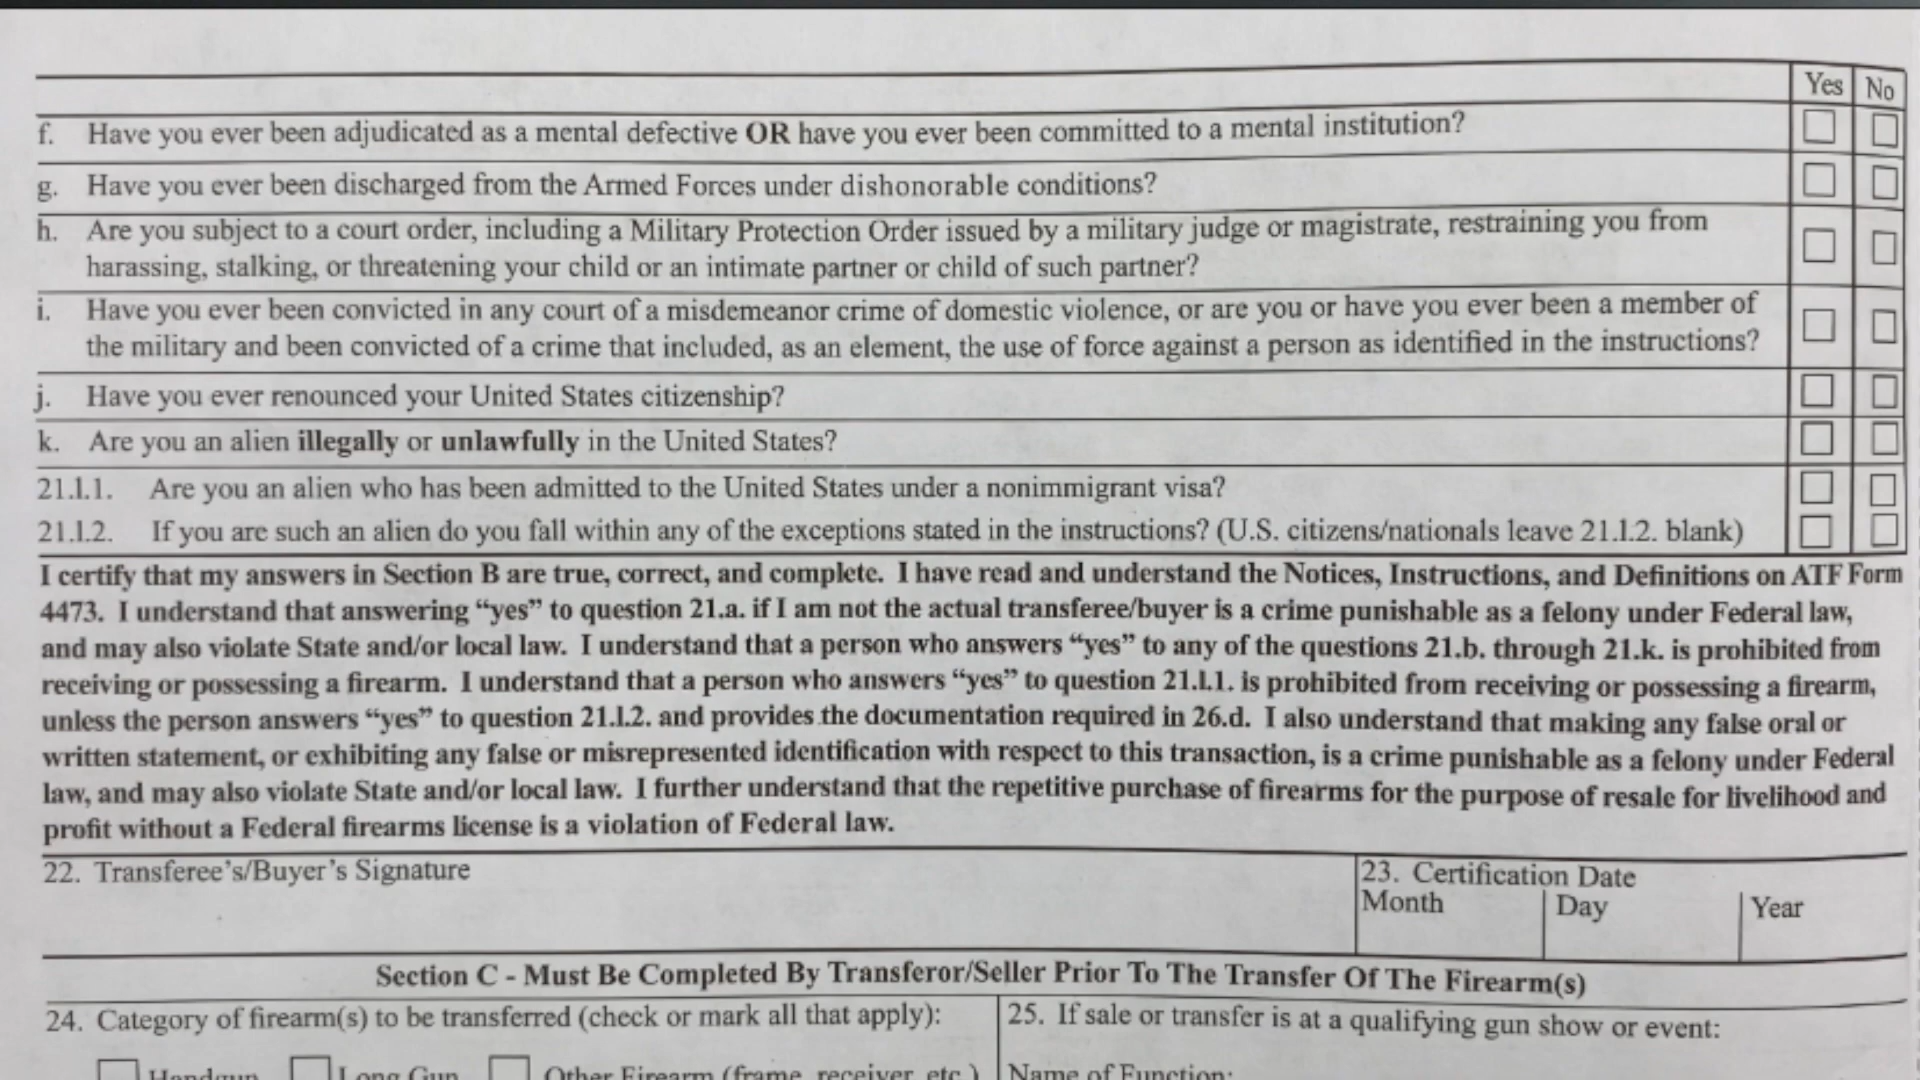 Yes No
f. Have you ever been adjudicated as a mental defective OR have you ever been committed to a mental institution?
g. Have you ever been discharged from the Armed Forces under dishonorable conditions?
h. Are you subject to a court order, including a Military Protection Order issued by a military judge or magistrate, restraining you from
harassing, stalking, or threatening your child or an intimate partner or child of such partner?
i. Have you ever been convicted in any court of a misdemeanor crime of domestic violence, or are you or have you ever been a member of
the military and been convicted of a crime that included, as an element, the use of force against a person as identified in the instructions?
j. Have you ever renounced your United States citizenship?
k. Are you an alien illegally or unlawfully in the United States?
21.l.1. Are you an alien who has been admitted to the United States under a nonimmigrant visa?
21.l.2. If you are such an alien do you fall within any of the exceptions stated in the instructions? (U.S. citizens/nationals leave 21.l.2. blank)
I certify that my answers in Section B are true, correct, and complete. I have read and understand the Notices, Instructions, and Definitions on ATF Form
4473. I understand that answering “yes” to question 21.a. if I am not the actual transferee/buyer is a crime punishable as a felony under Federal law,
and may also violate State and/or local law. I understand that a person who answers “yes” to any of the questions 21.b. through 21.k. is prohibited from
receiving or possessing a firearm. I understand that a person who answers “yes” to question 21.l.1. is prohibited from receiving or possessing a firearm,
unless the person answers “yes” to question 21.l.2. and provides the documentation required in 26.d. I also understand that making any false oral or
written statement, or exhibiting any false or misrepresented identification with respect to this transaction, is a crime punishable as a felony under Federal
law, and may also violate State and/or local law. I further understand that the repetitive purchase of firearms for the purpose of resale for livelihood and
profit without a Federal firearms license is a violation of Federal law.
22. Transferee’s/Buyer’s Signature
23. Certification Date
Month Day Year
Section C - Must Be Completed By Transferor/Seller Prior To The Transfer Of The Firearm(s)
24. Category of firearm(s) to be transferred (check or mark all that apply):
25. If sale or transfer is at a qualifying gun show or event:
Handgun Long Gun Other Firearm (frame, receiver, etc.)
Name of Function: